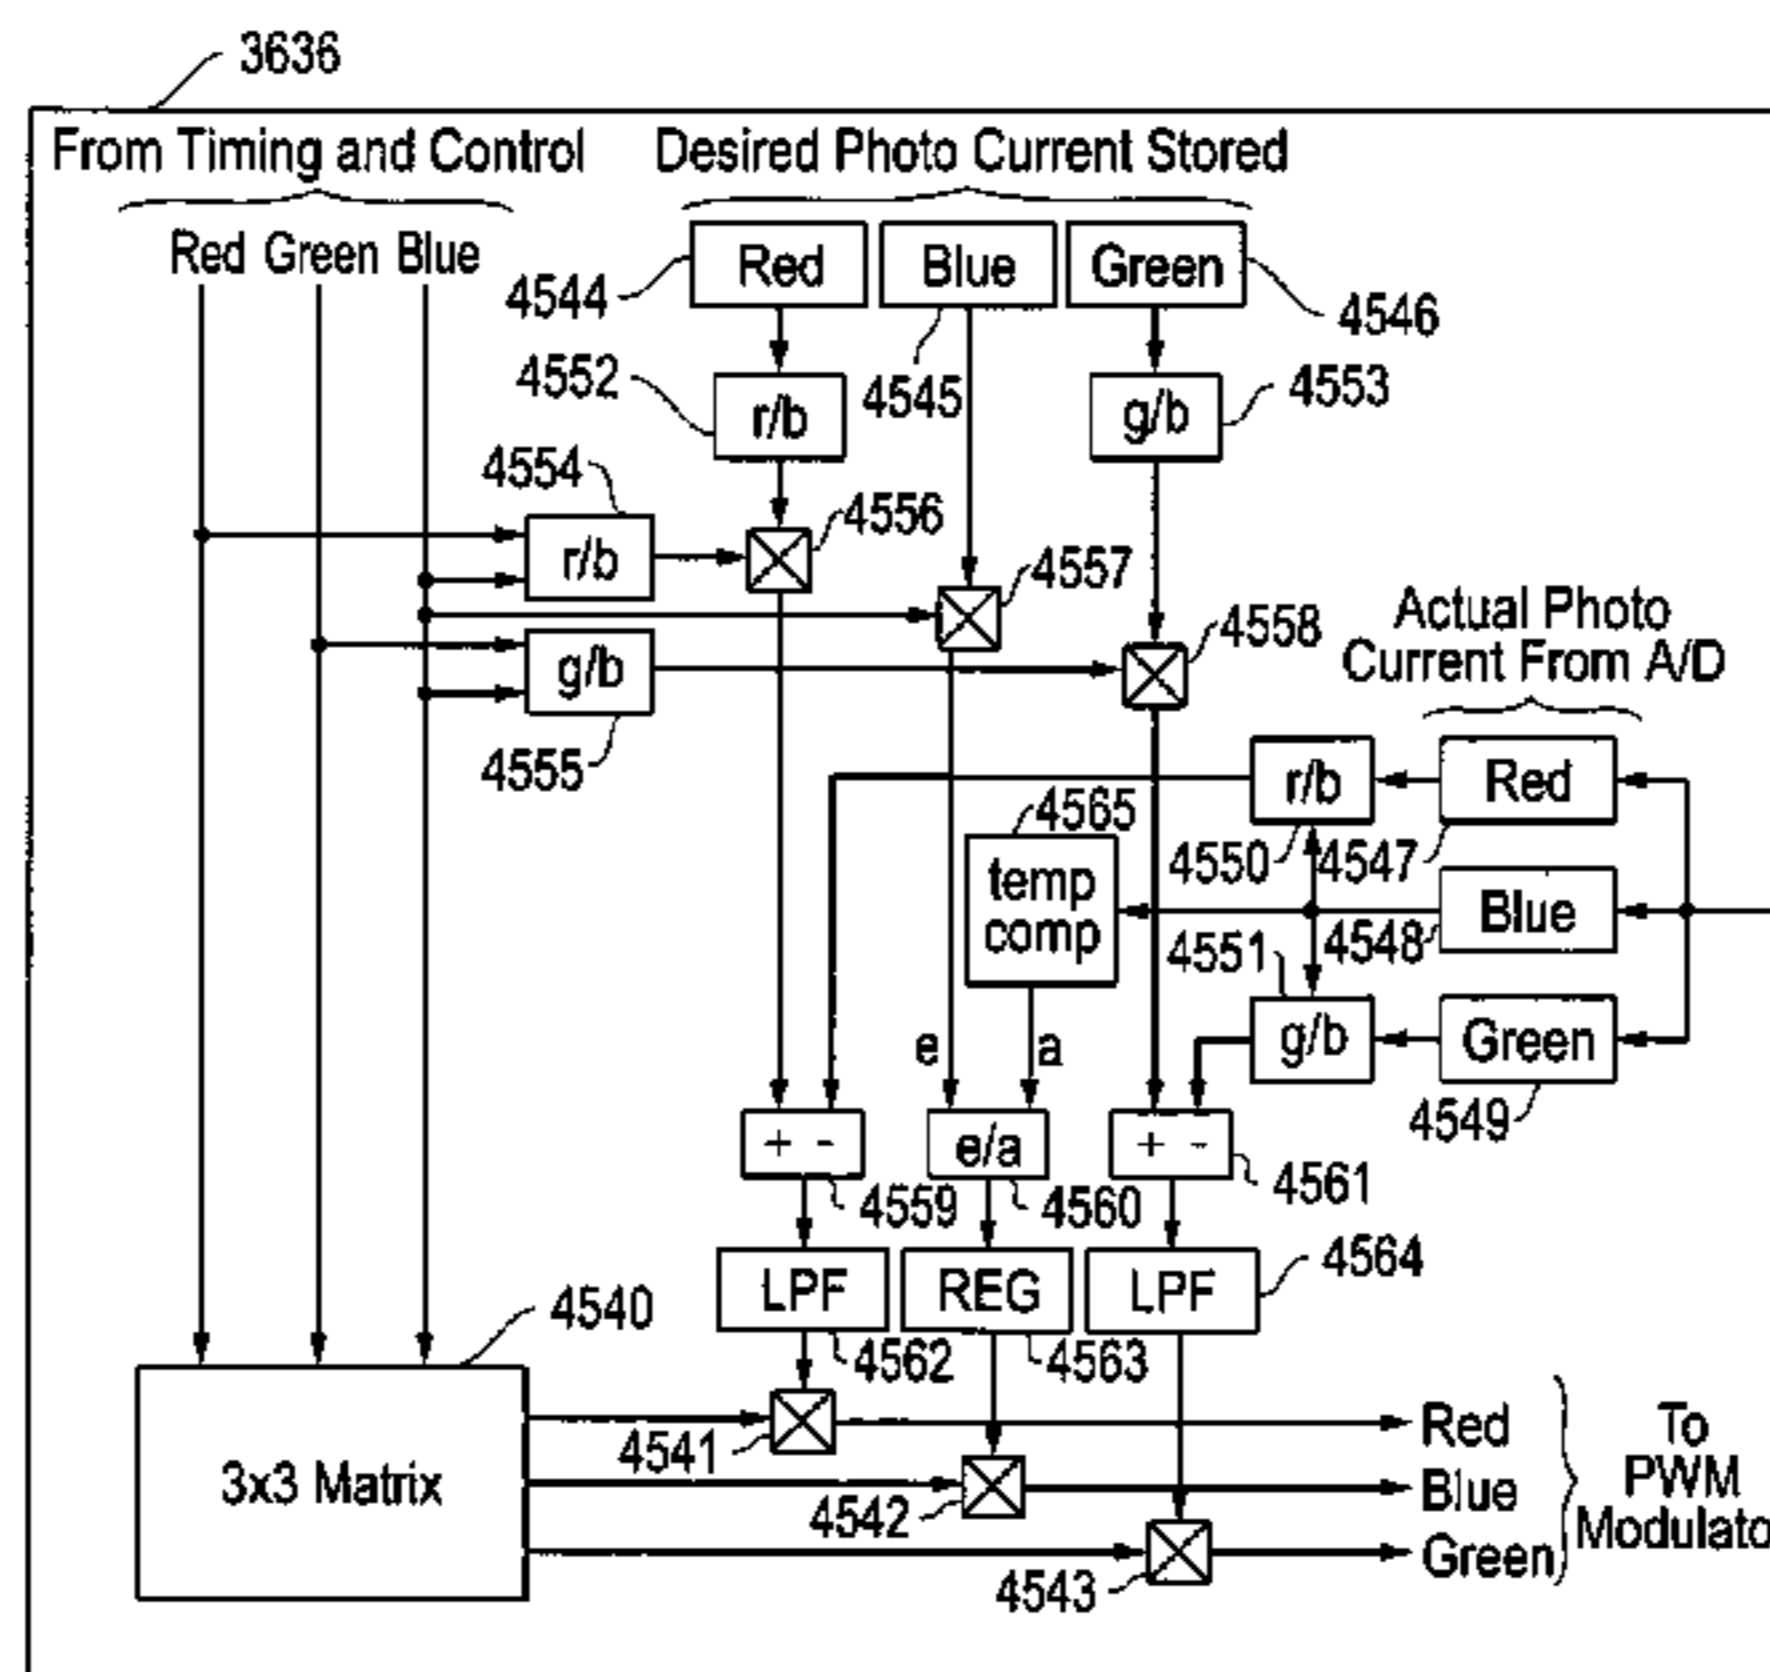 3636
From Timing and Control
Desired Photo Current Stored
Red Green Blue
Red
Blue
Green
4544
4545
4546
4552
r/b
g/b
4553
4554
r/b
4556
4557
g/b
4555
4558
Actual Photo
Current From A/D
r/b
Red
4550
4547
4565
temp
comp
Blue
4548
4551
g/b
Green
4549
e
a
+ -
e/a
+ -
4559
4560
4561
LPF
REG
LPF
4564
4562
4563
4540
3x3 Matrix
4541
4542
4543
Red
Blue
Green
To
PWM
Modulato